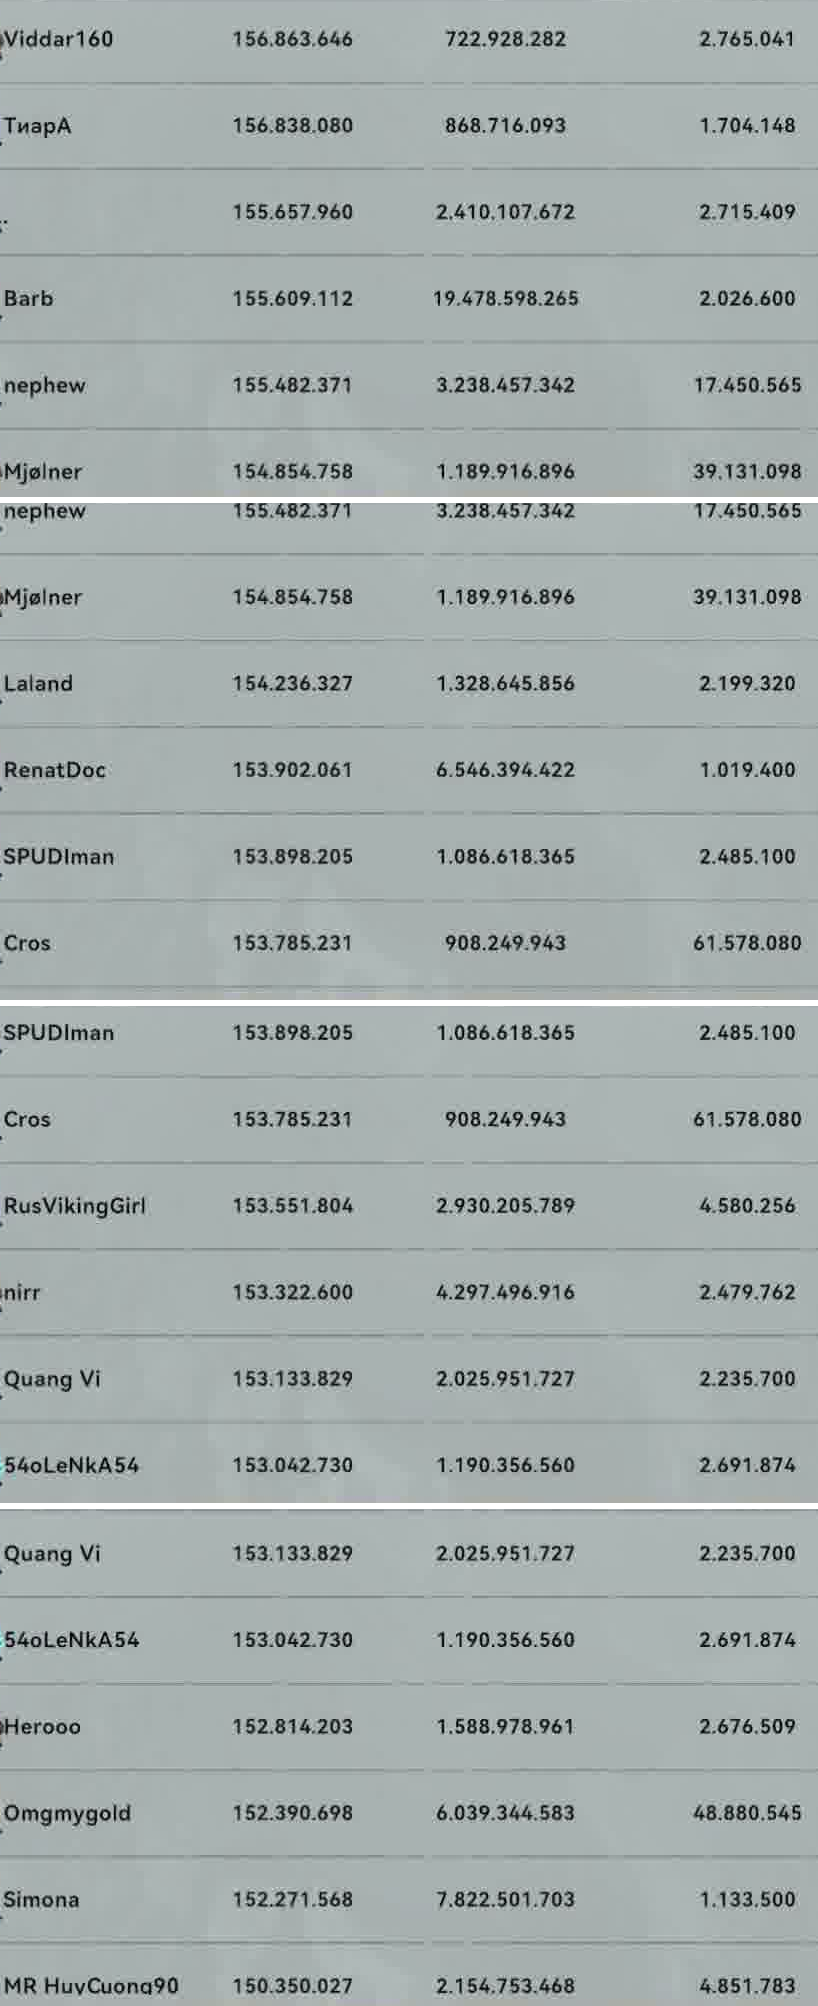 Viddar160 156.863.646 722.928.282 2.765.041
ТиарА 156.838.080 868.716.093 1.704.148
155.657.960 2.410.107.672 2.715.409
Barb 155.609.112 19.478.598.265 2.026.600
nephew 155.482.371 3.238.457.342 17.450.565
Mjølner 154.854.758 1.189.916.896 39.131.098
nephew 155.482.371 3.238.457.342 17.450.565
Mjølner 154.854.758 1.189.916.896 39.131.098
Laland 154.236.327 1.328.645.856 2.199.320
RenatDoc 153.902.061 6.546.394.422 1.019.400
SPUDIman 153.898.205 1.086.618.365 2.485.100
Cros 153.785.231 908.249.943 61.578.080
SPUDIman 153.898.205 1.086.618.365 2.485.100
Cros 153.785.231 908.249.943 61.578.080
RusVikingGirl 153.551.804 2.930.205.789 4.580.256
nirr 153.322.600 4.297.496.916 2.479.762
Quang Vi 153.133.829 2.025.951.727 2.235.700
54oLeNkA54 153.042.730 1.190.356.560 2.691.874
Quang Vi 153.133.829 2.025.951.727 2.235.700
54oLeNkA54 153.042.730 1.190.356.560 2.691.874
Herooo 152.814.203 1.588.978.961 2.676.509
Omgmygold 152.390.698 6.039.344.583 48.880.545
Simona 152.271.568 7.822.501.703 1.133.500
MR HuyCuong90 150.350.027 2.154.753.468 4.851.783